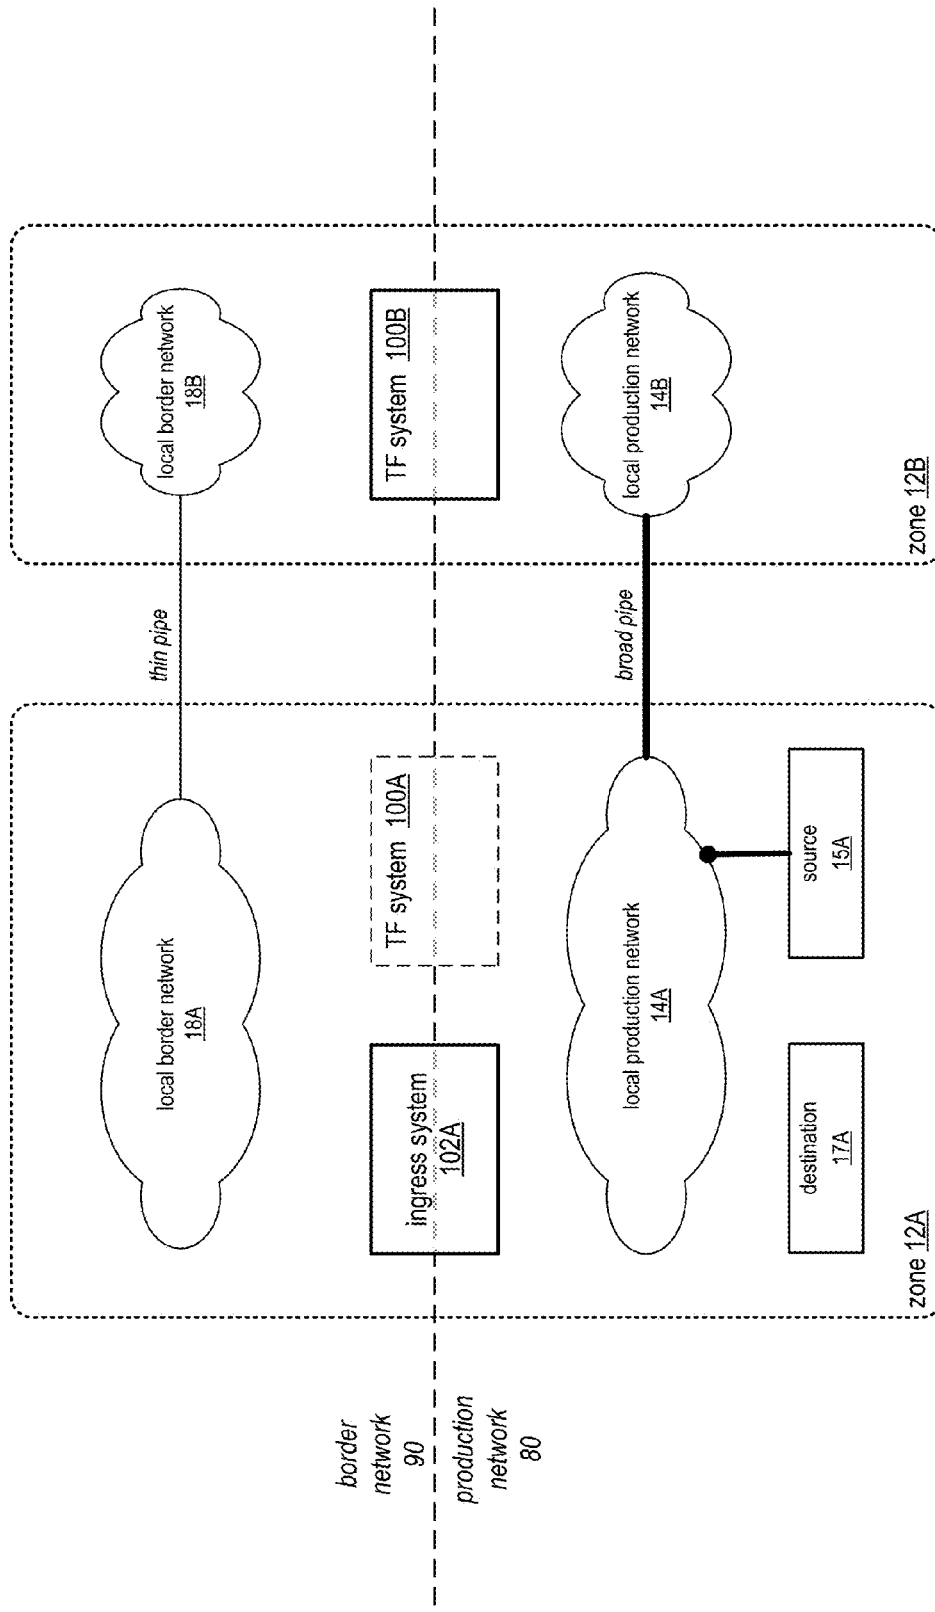 border
network
90
production
network
80
local border network
18A
thin pipe
local border network
18B
ingress system
102A
TF system 100A
TF system 100B
local production network
14A
broad pipe
local production network
14B
destination
17A
source
15A
zone 12A
zone 12B